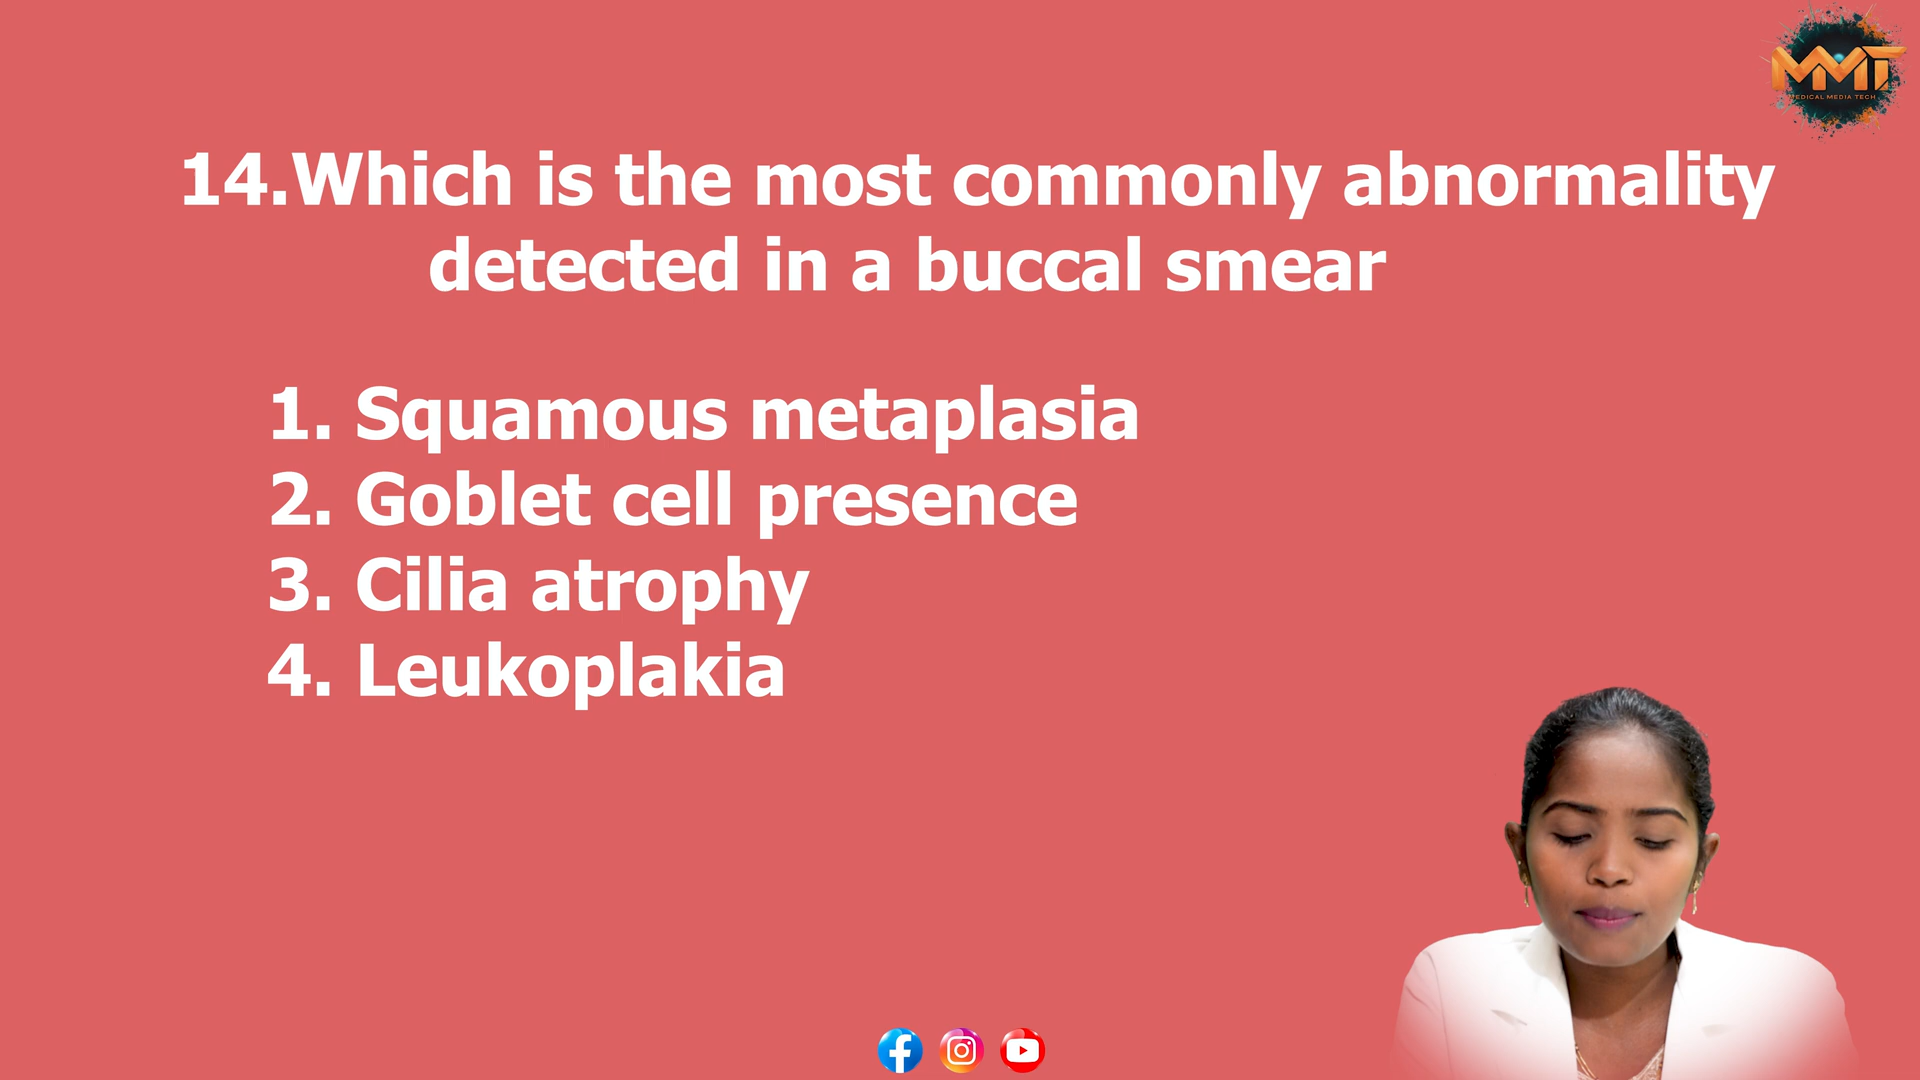 MMT
MEDICAL MEDIA TECH
14.Which is the most commonly abnormality
detected in a buccal smear
1. Squamous metaplasia
2. Goblet cell presence
3. Cilia atrophy
4. Leukoplakia